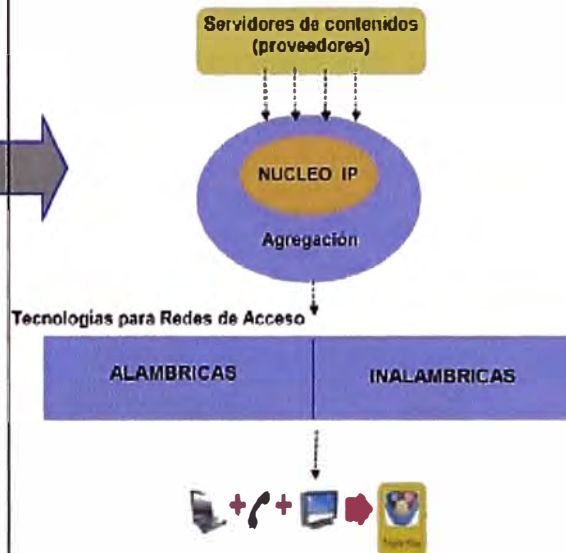 Servidores de contenidos
(proveedores)
NUCLEO IP
Agregación
Tecnologías para Redes de Acceso
ALAMBRICAS
INALAMBRICAS